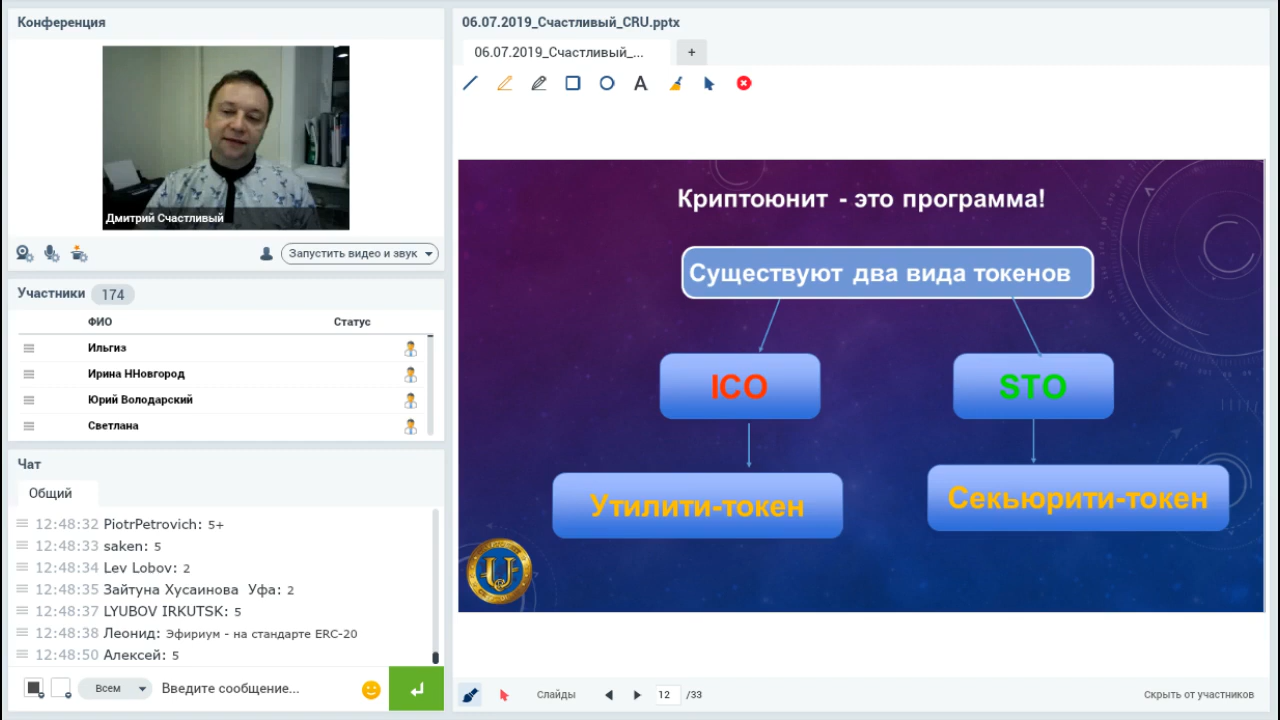 Конференция
Дмитрий Счастливый
Запустить видео и звук
Участники 174
ФИО Статус
Ильгиз
Ирина ННовгород
Юрий Володарский
Светлана
Чат
Общий
12:48:32 PiotrPetrovich: 5+
12:48:33 saken: 5
12:48:34 Lev Lobov: 2
12:48:35 Зайтуна Хусаинова Уфа: 2
12:48:37 LYUBOV IRKUTSK: 5
12:48:38 Леонид: Эфириум - на стандарте ERC-20
12:48:50 Алексей: 5
Всем Введите сообщение...
06.07.2019_Счастливый_CRU.pptx
06.07.2019_Счастливый_... +
A
Криптоюнит - это программа!
Существуют два вида токенов
ICO STO
Утилити-токен Секьюрити-токен
Слайды 12 /33 Скрыть от участников